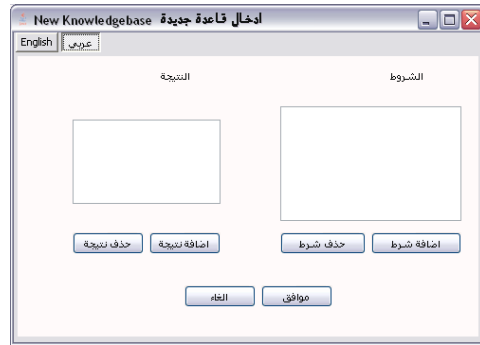 New Knowledgebase ادخال قاعدة جديدة
English عربي
الشروط
النتيجة
اضافة شرط حذف شرط
اضافة نتيجة حذف نتيجة
موافق الغاء